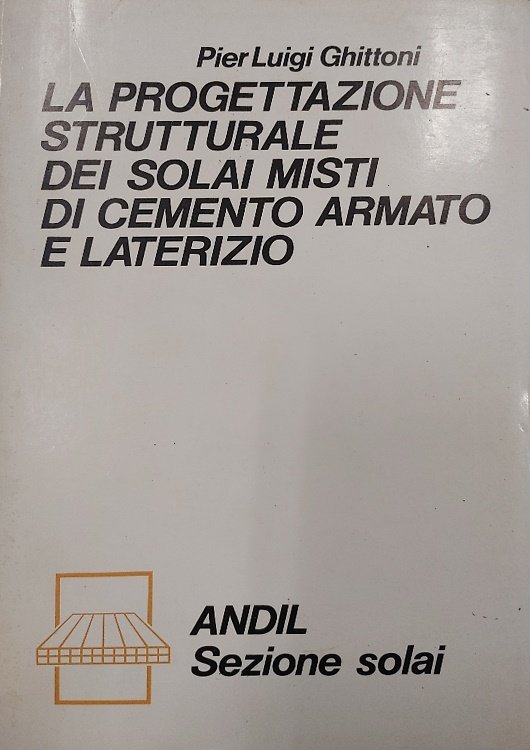 Pier Luigi Ghittoni
LA PROGETTAZIONE
STRUTTURALE
DEI SOLAI MISTI
DI CEMENTO ARMATO
E LATERIZIO
ANDIL
Sezione solai